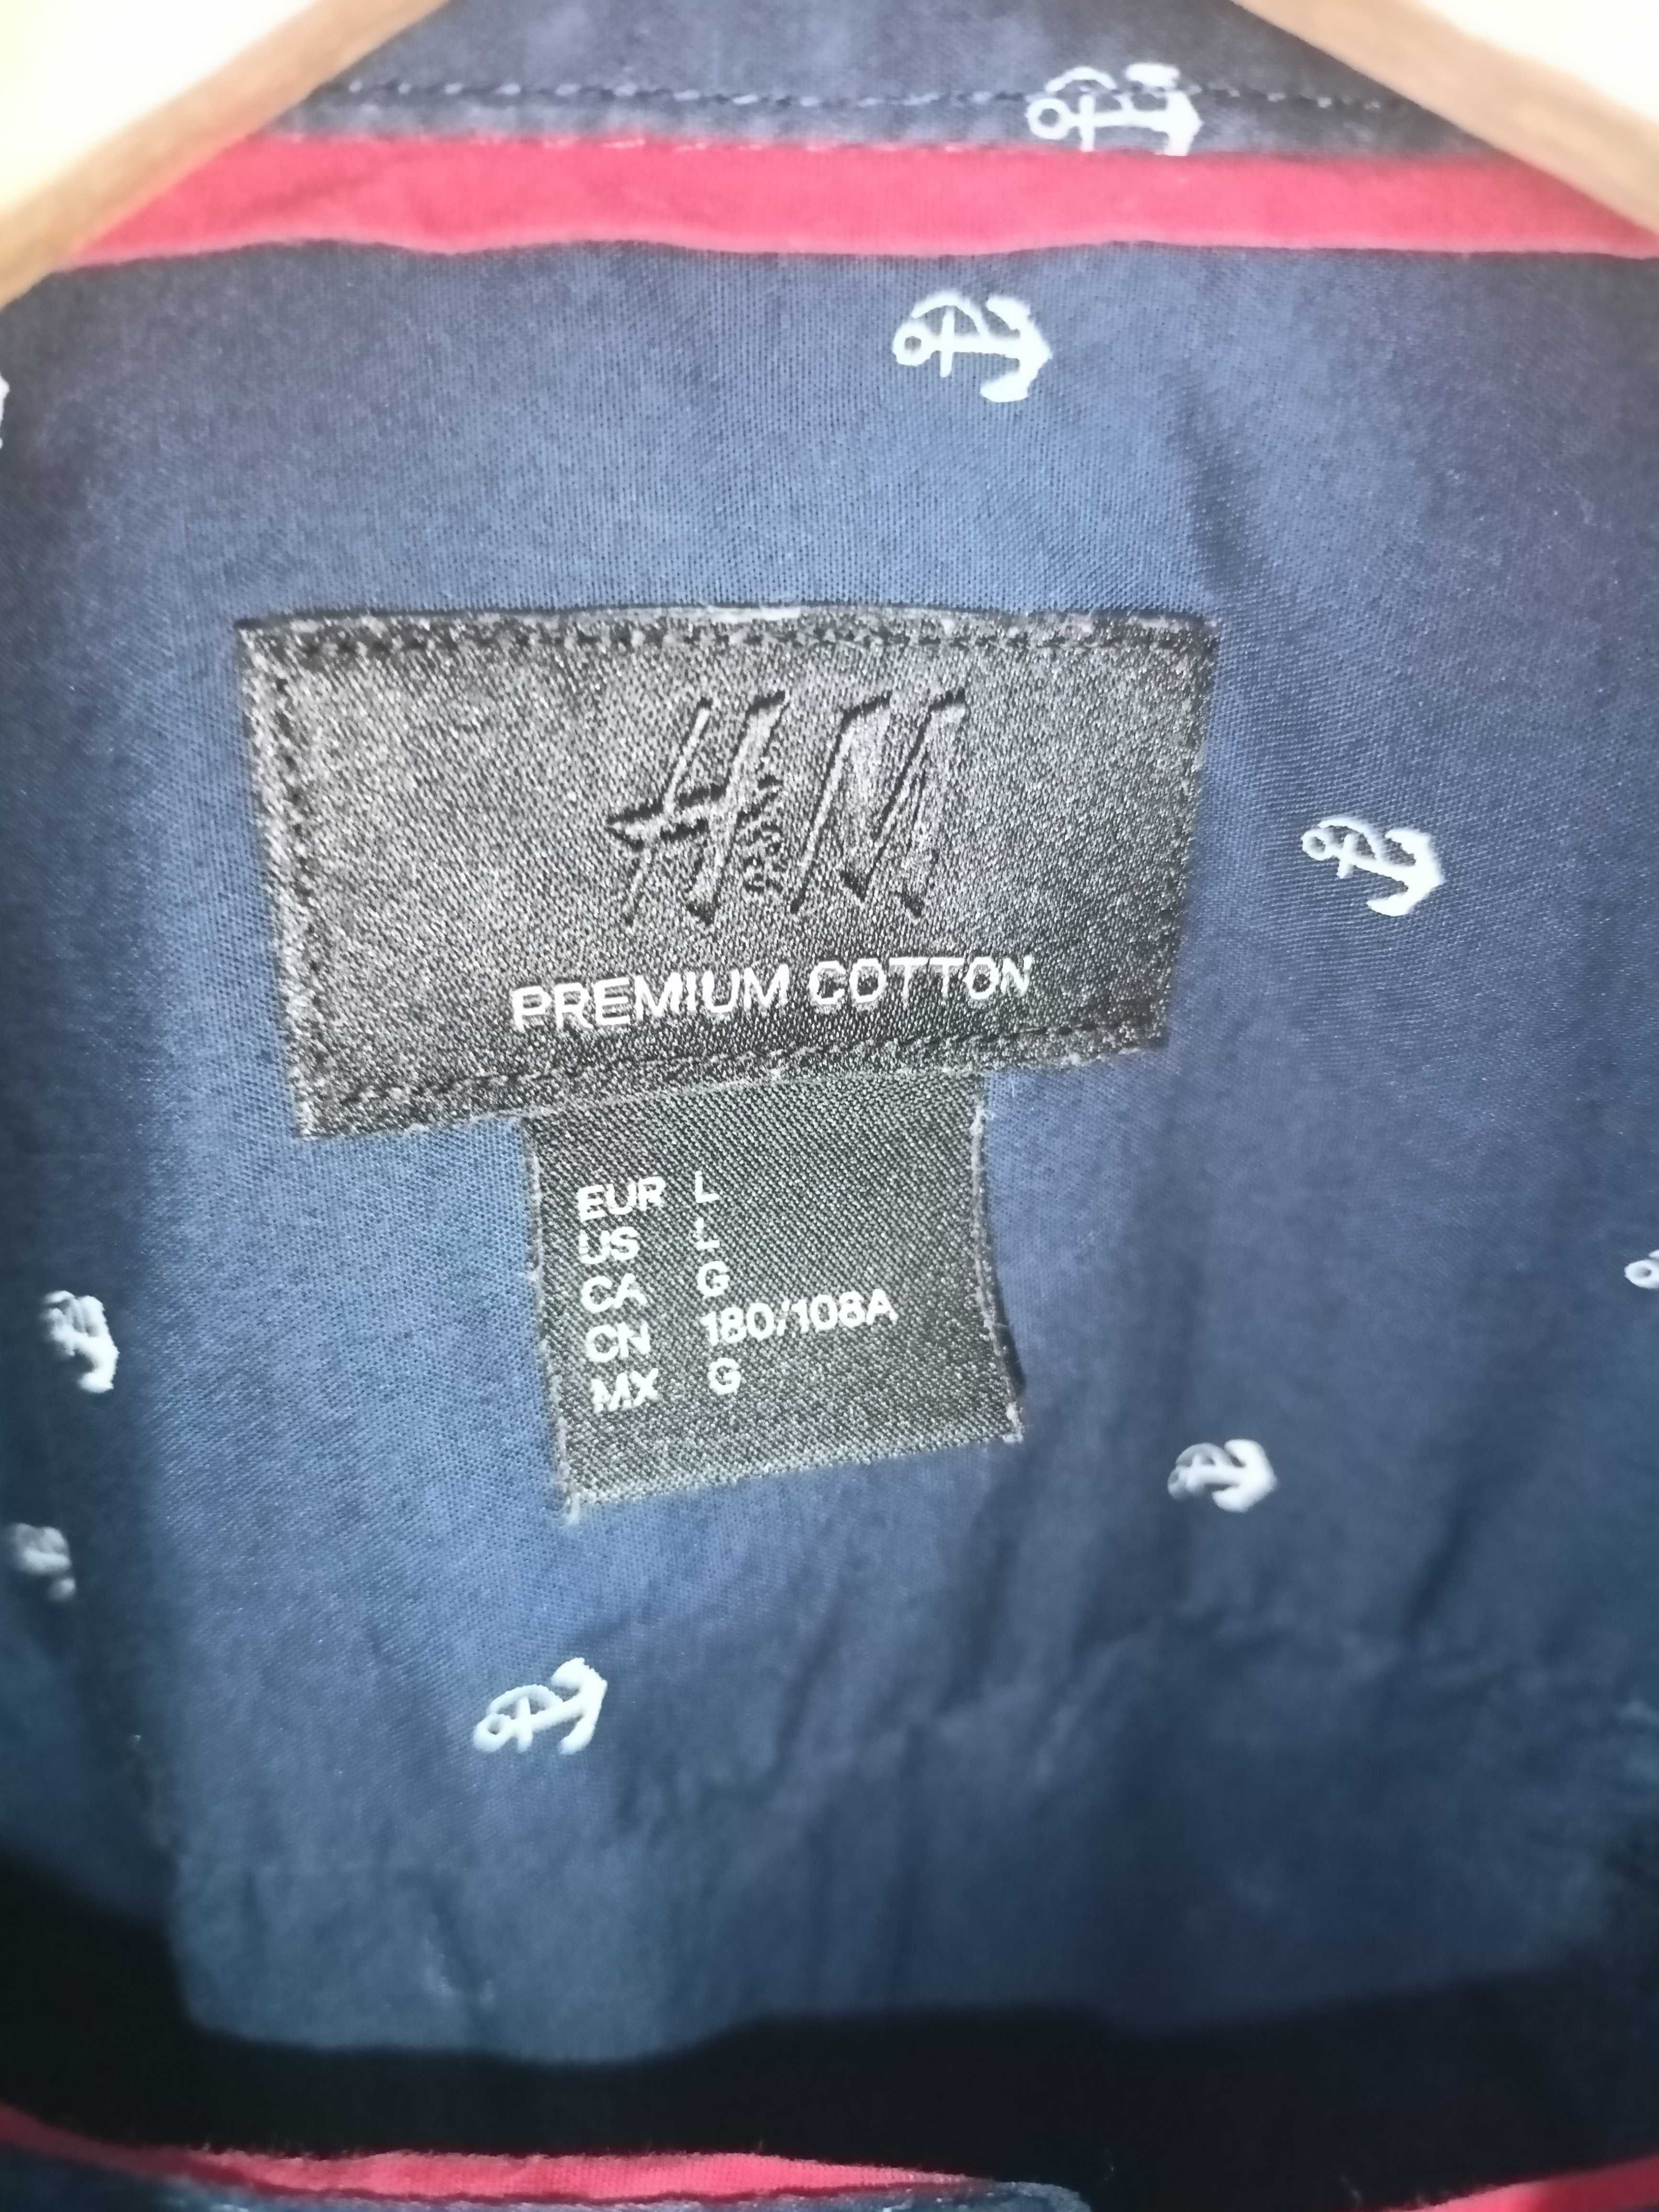 H&M
PREMIUM COTTON
EUR L
US L
CA G
CN 180/108A
MX G